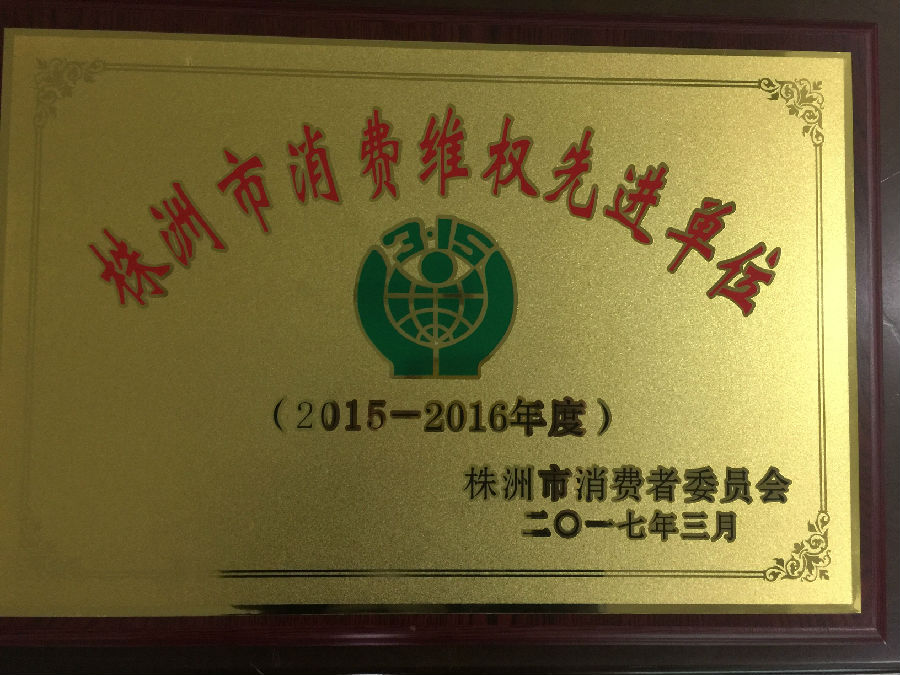 株洲市消费维权先进单位
3·15
（2015－2016年度）
株洲市消费者委员会
二〇一七年三月